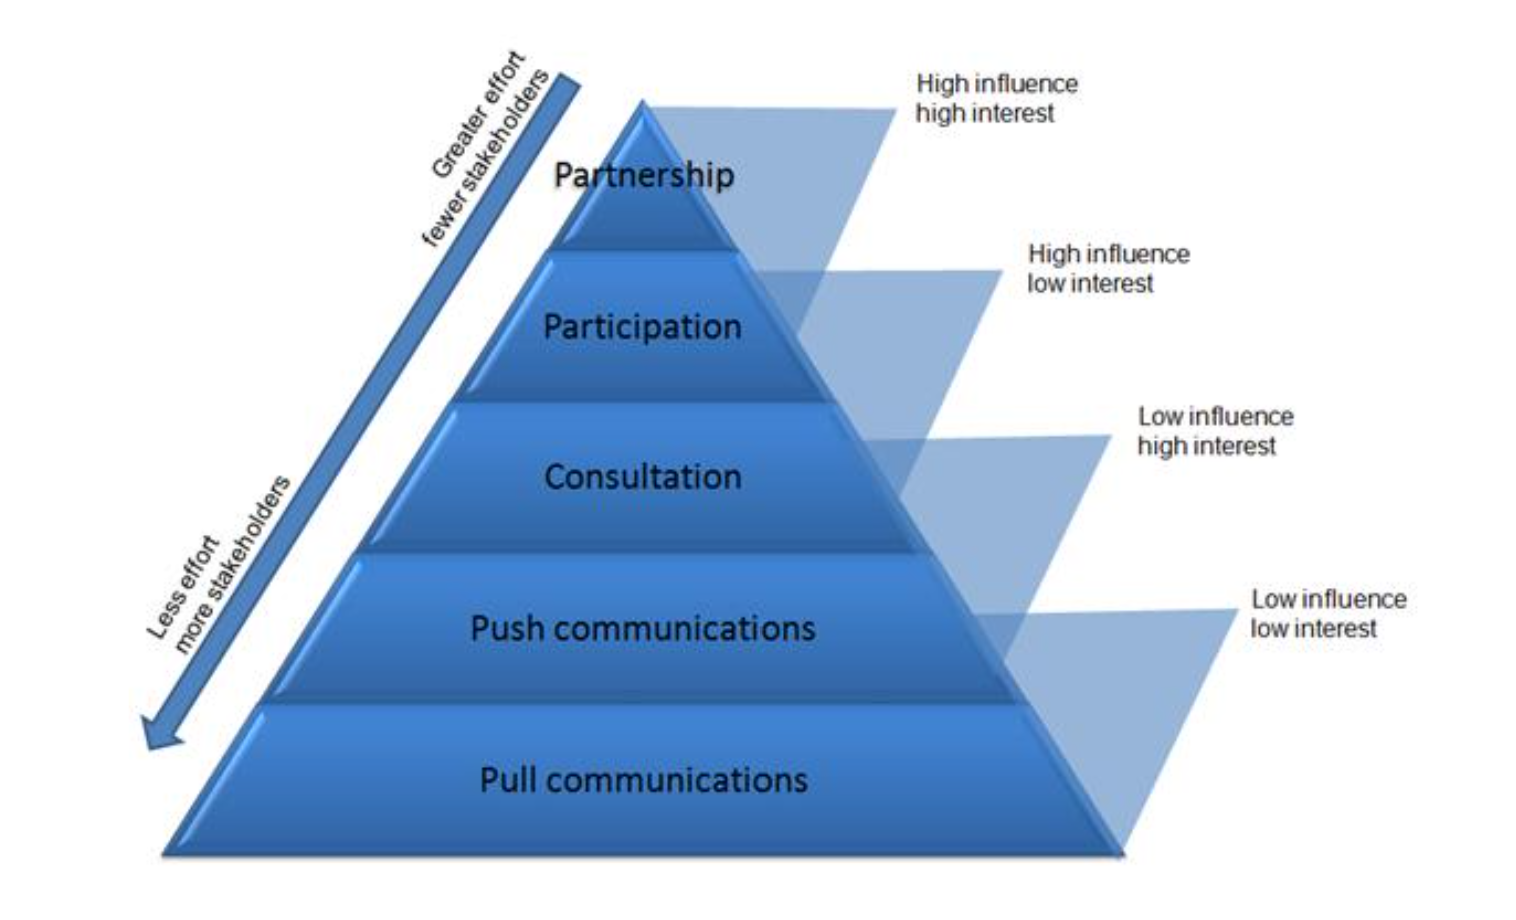 Greater effort
fewer stakeholders
Less effort
more stakeholders
Partnership
Participation
Consultation
Push communications
Pull communications
High influence
high interest
High influence
low interest
Low influence
high interest
Low influence
low interest